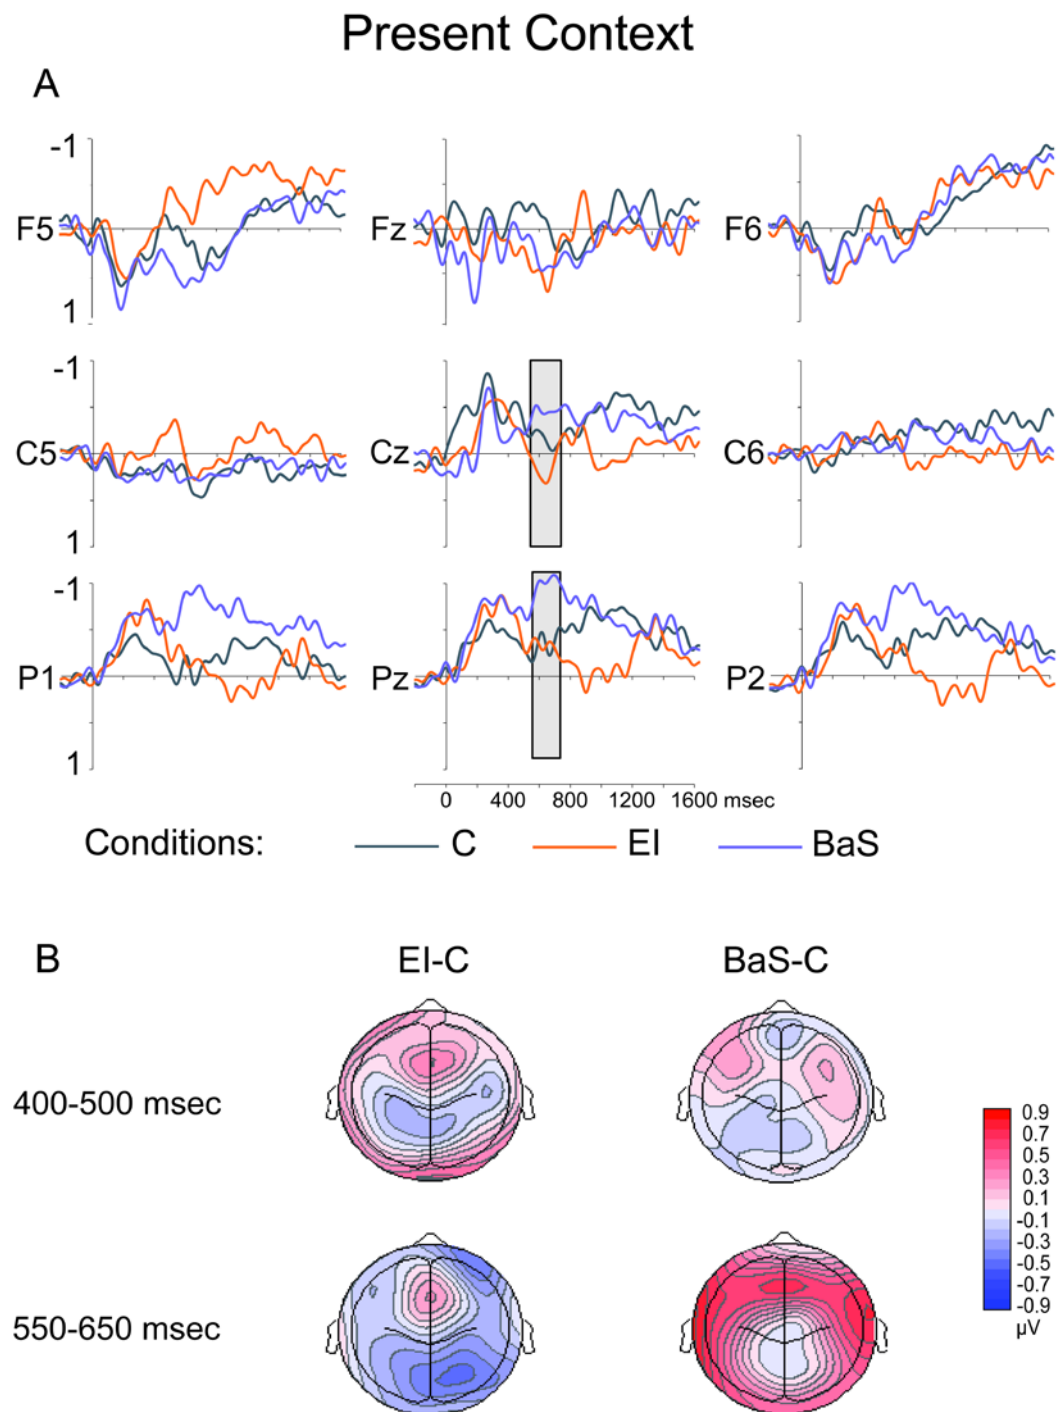 Present Context
A
-1
F5
1
Fz
F6
-1
C5
1
Cz
C6
-1
P1
1
Pz
P2
0 400 800 1200 1600 msec
Conditions: C EI BaS
B
EI-C BaS-C
400-500 msec
0.9
0.7
0.5
0.3
0.1
-0.1
-0.3
-0.5
-0.7
-0.9
µV
550-650 msec